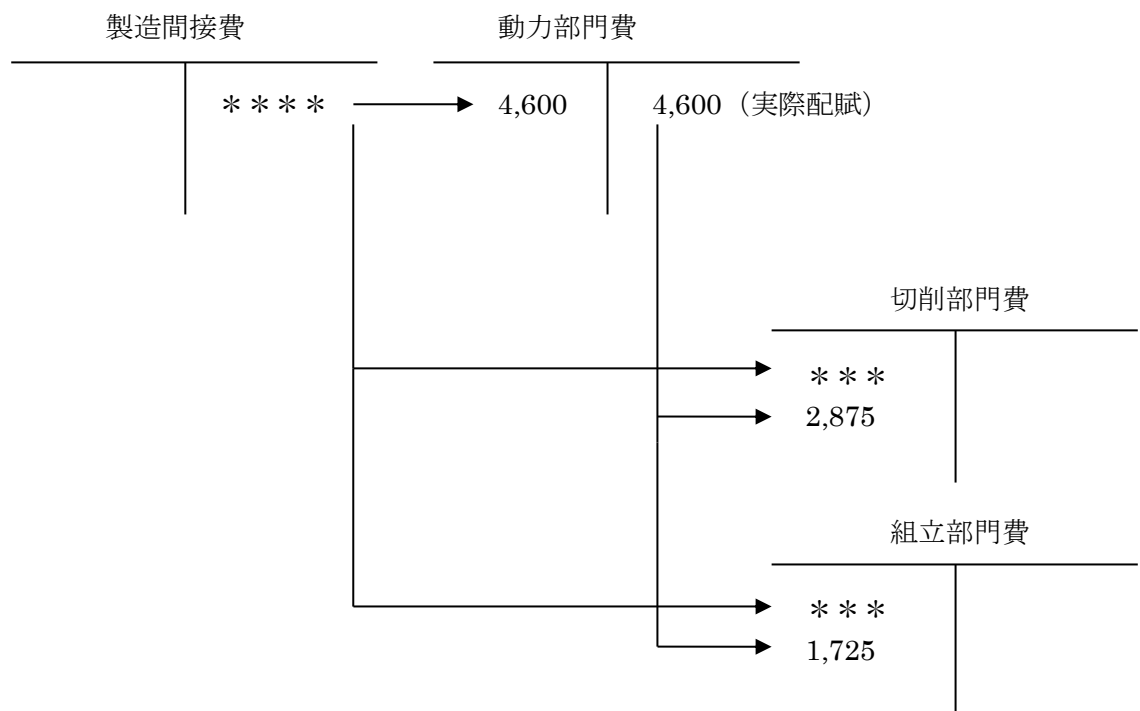 製造間接費 動力部門費
＊＊＊＊ 4,600 4,600（実際配賦）
切削部門費
＊＊＊
2,875
組立部門費
＊＊＊
1,725